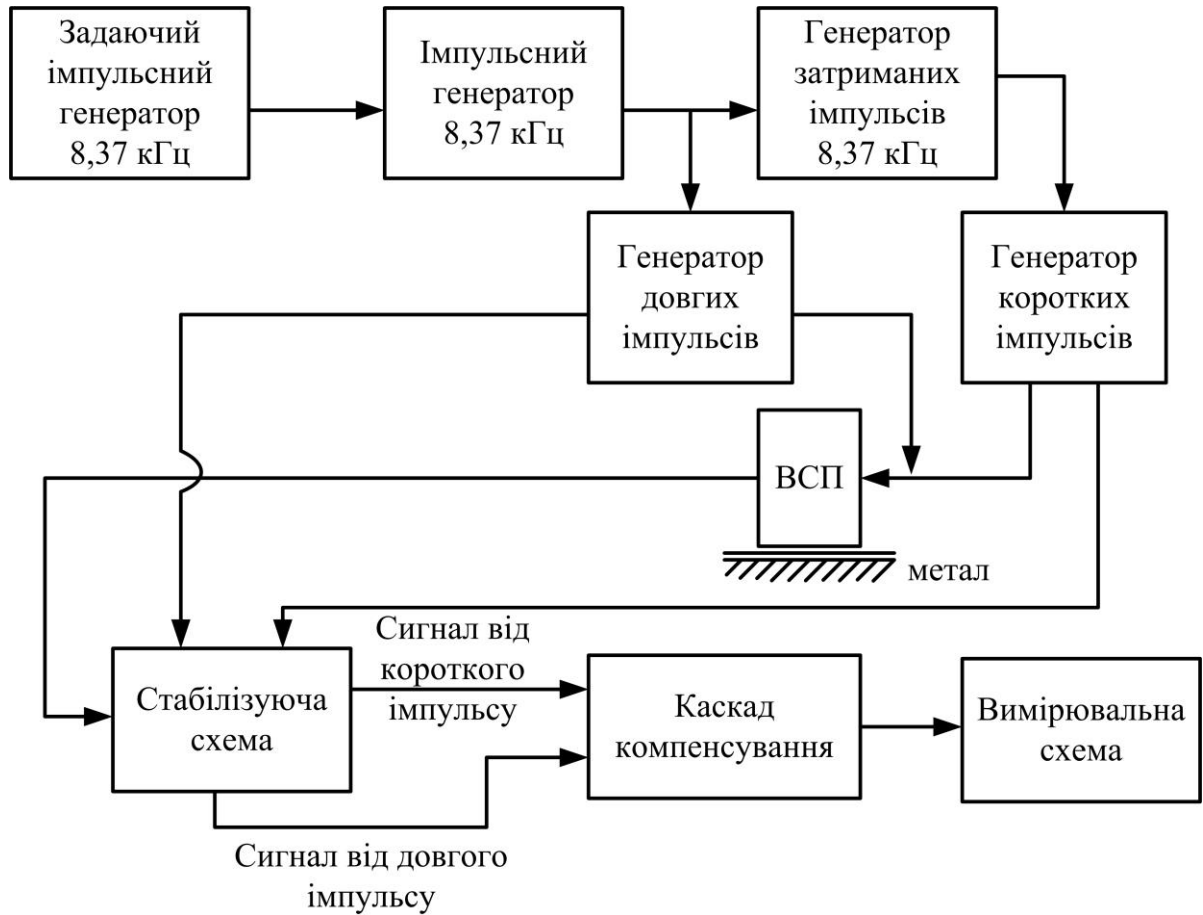 Задаючий
імпульсний
генератор
8,37 кГц
Імпульсний
генератор
8,37 кГц
Генератор
затриманих
імпульсів
8,37 кГц
Генератор
довгих
імпульсів
Генератор
коротких
імпульсів
ВСП
метал
Сигнал від
короткого
імпульсу
Стабілізуюча
схема
Каскад
компенсування
Вимірювальна
схема
Сигнал від довгого
імпульсу